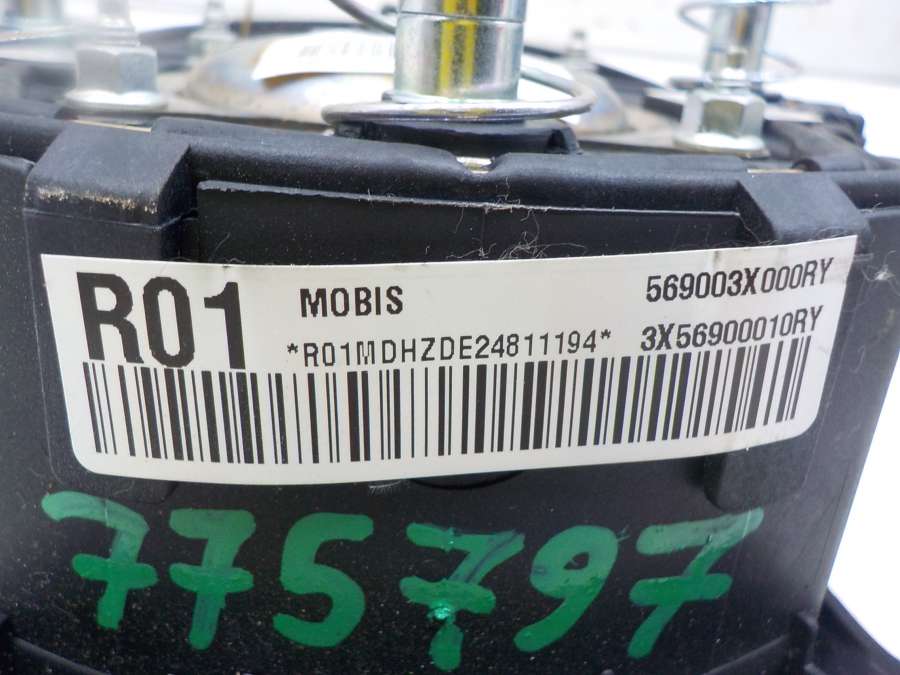 R01
MOBIS
569003X000RY
*R01MDHZDE24811194*
3X56900010RY
775797